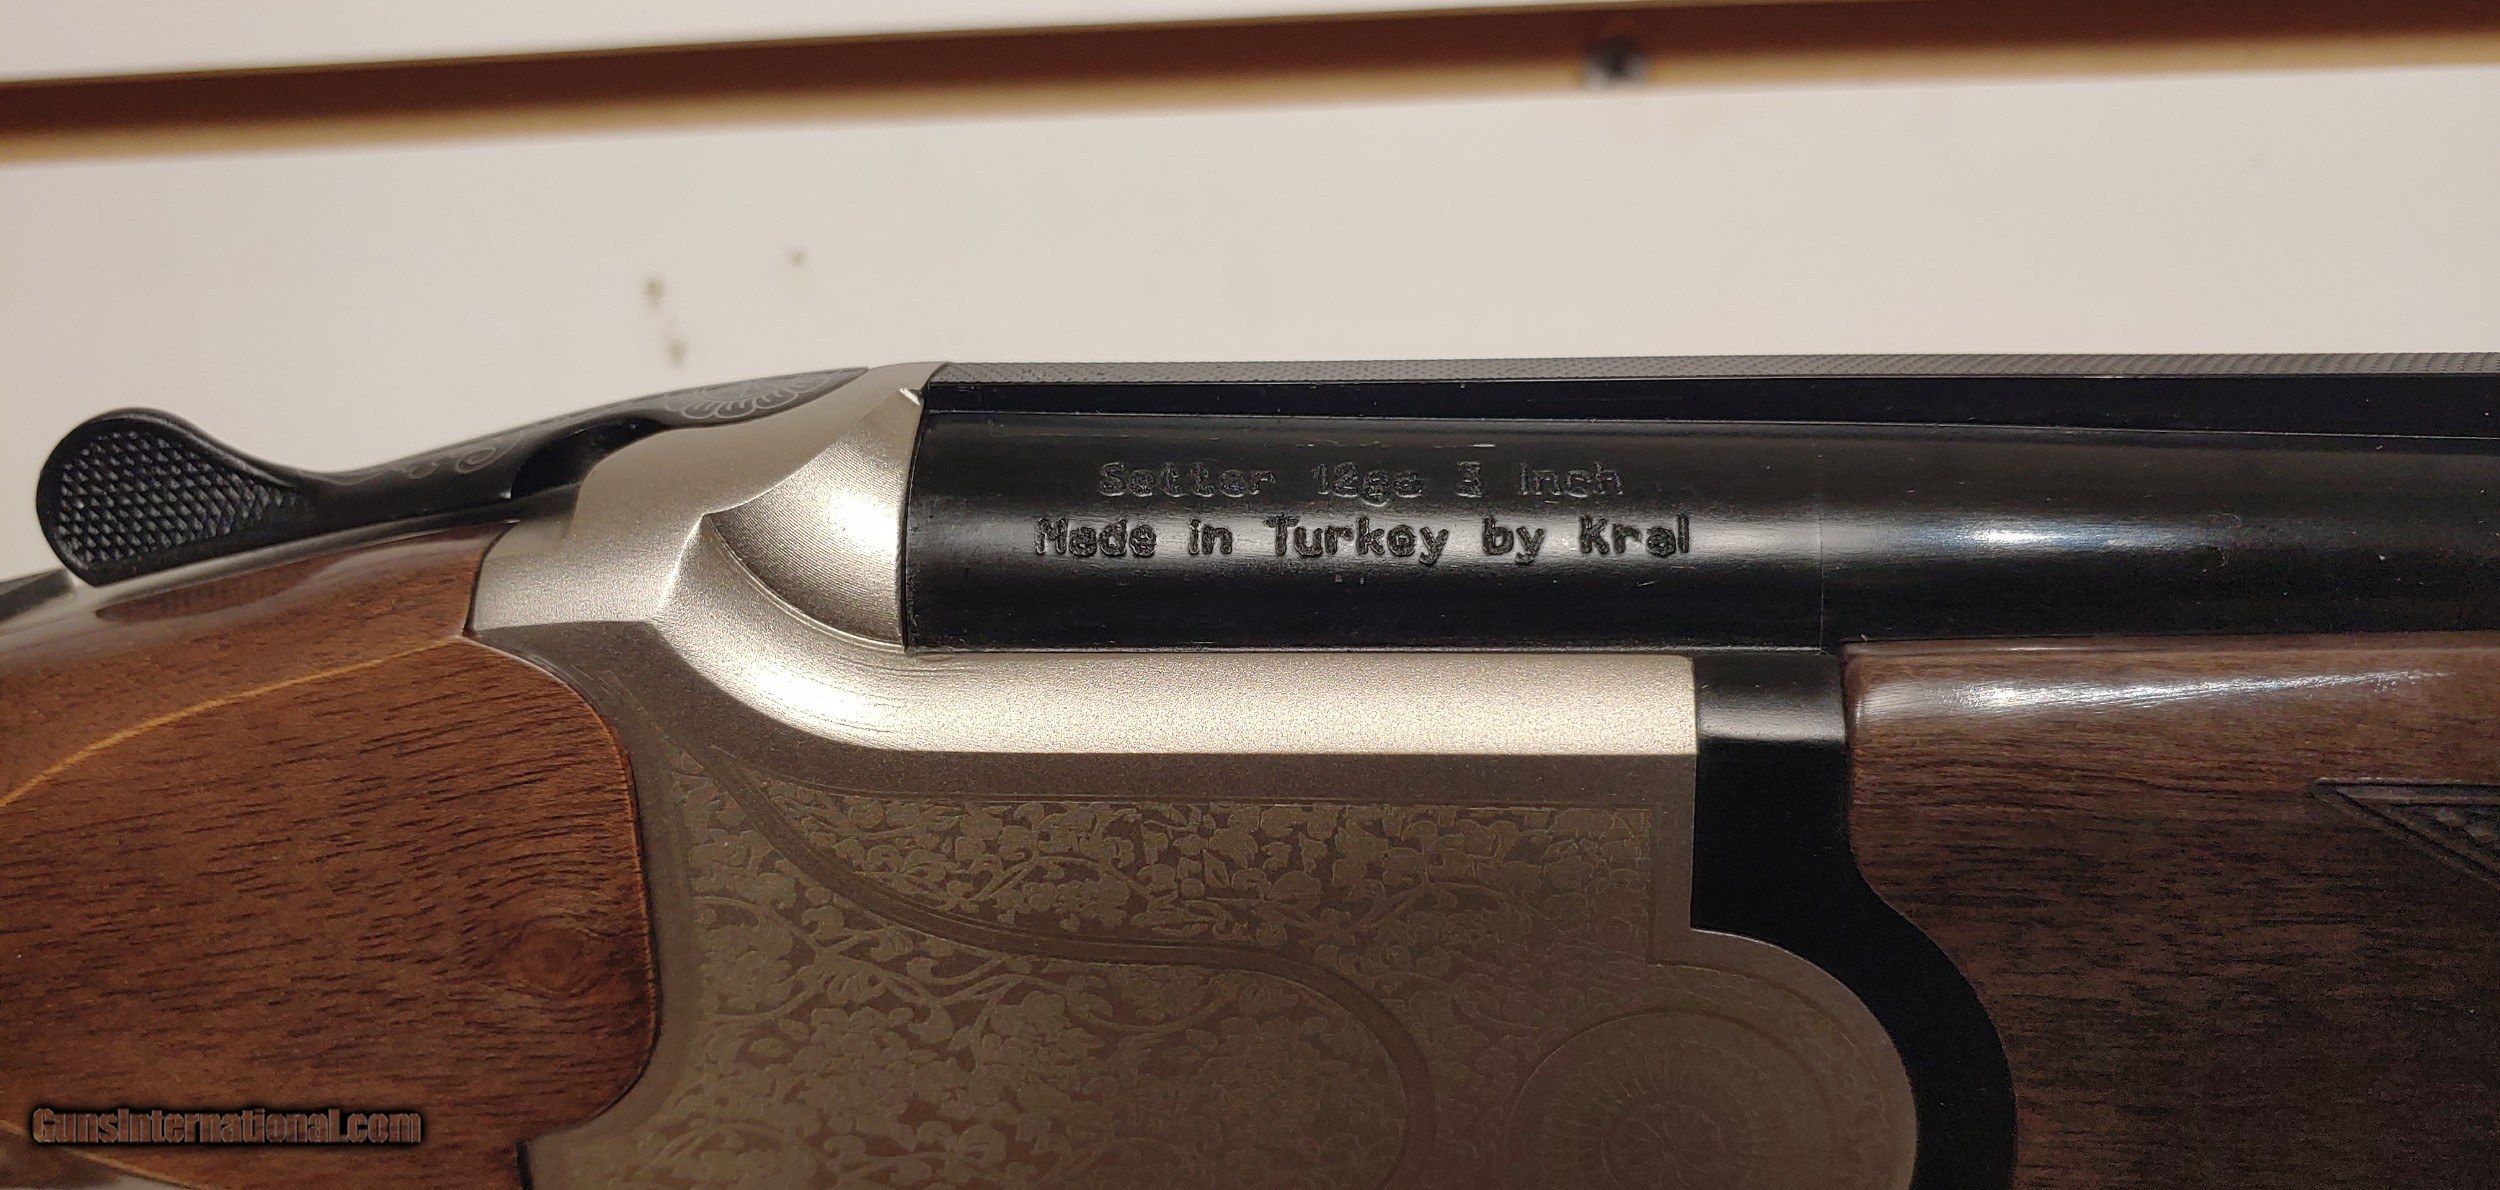 Setter 12ga 3 inch
Made in Turkey by Kral
GunsInternational.com